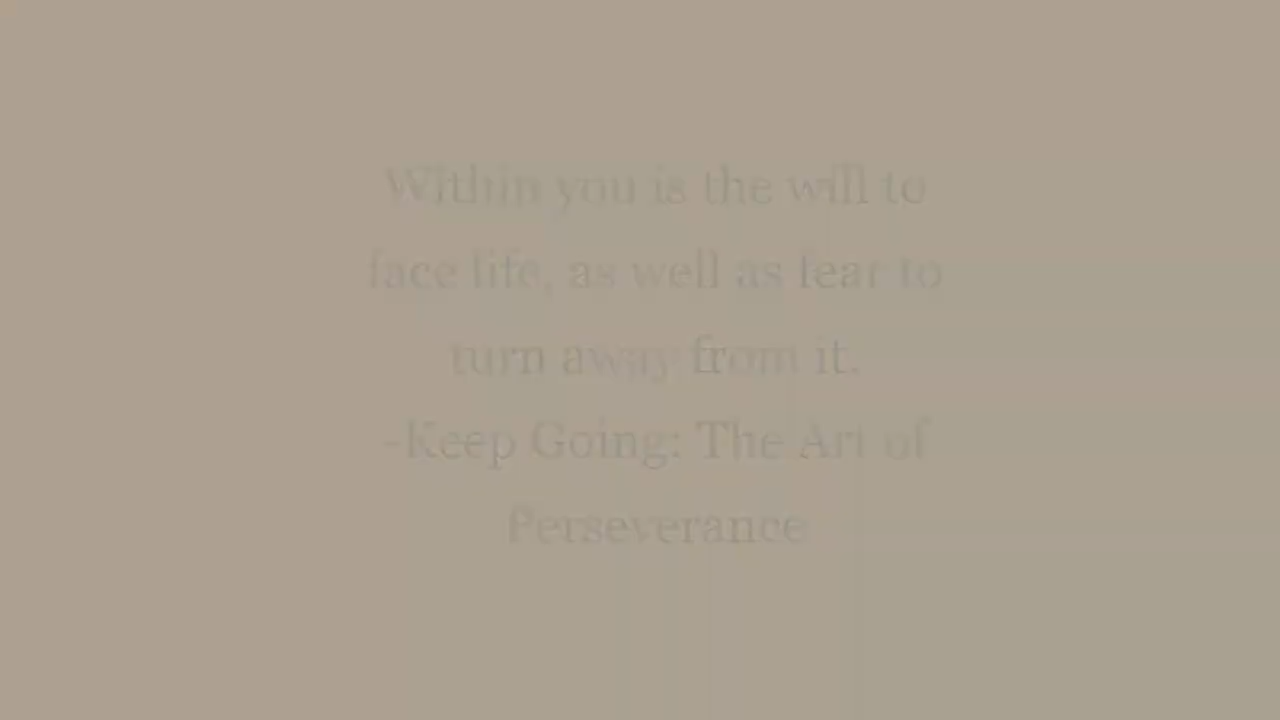 Within you is the will to
face life, as well as fear to
turn away from it.
-Keep Going: The Art of
Perseverance